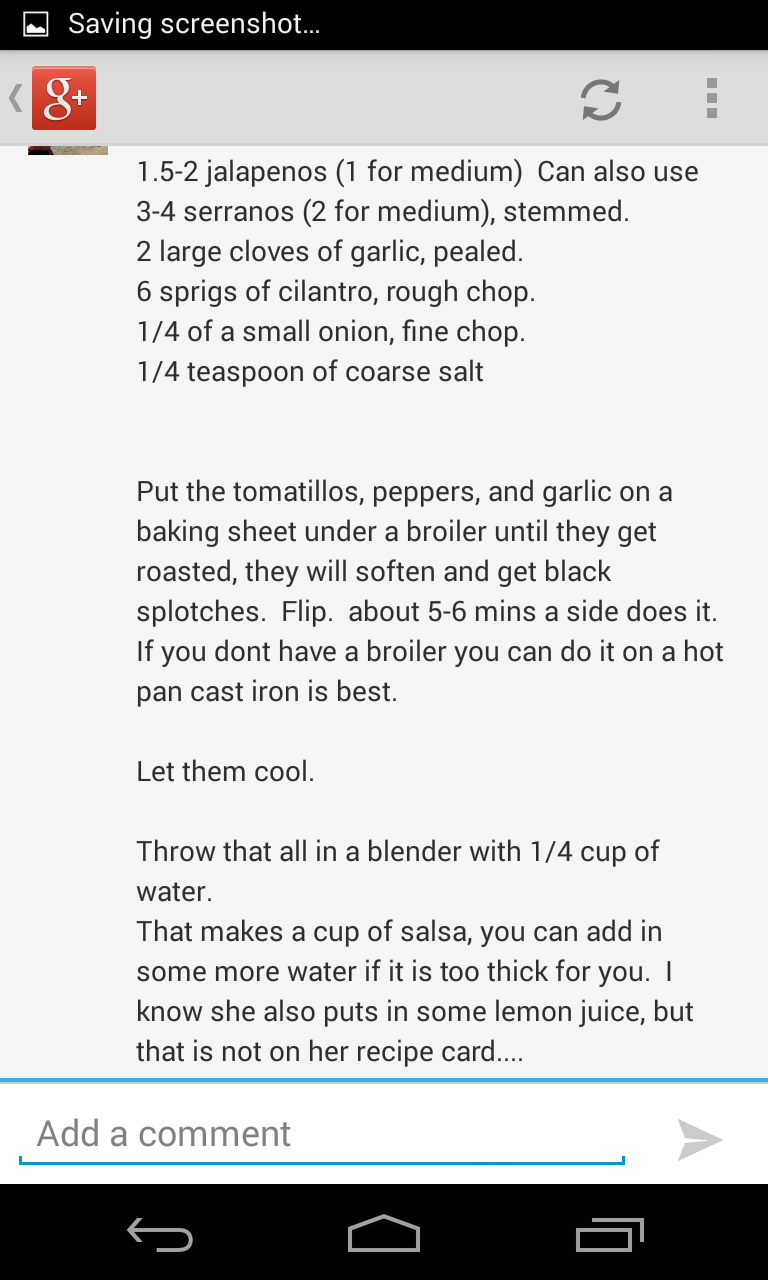 Saving screenshot...
g+
1.5-2 jalapenos (1 for medium)  Can also use
3-4 serranos (2 for medium), stemmed.
2 large cloves of garlic, pealed.
6 sprigs of cilantro, rough chop.
1/4 of a small onion, fine chop.
1/4 teaspoon of coarse salt
Put the tomatillos, peppers, and garlic on a
baking sheet under a broiler until they get
roasted, they will soften and get black
splotches.  Flip.  about 5-6 mins a side does it.
If you dont have a broiler you can do it on a hot
pan cast iron is best.
Let them cool.
Throw that all in a blender with 1/4 cup of
water.
That makes a cup of salsa, you can add in
some more water if it is too thick for you.  I
know she also puts in some lemon juice, but
that is not on her recipe card....
Add a comment